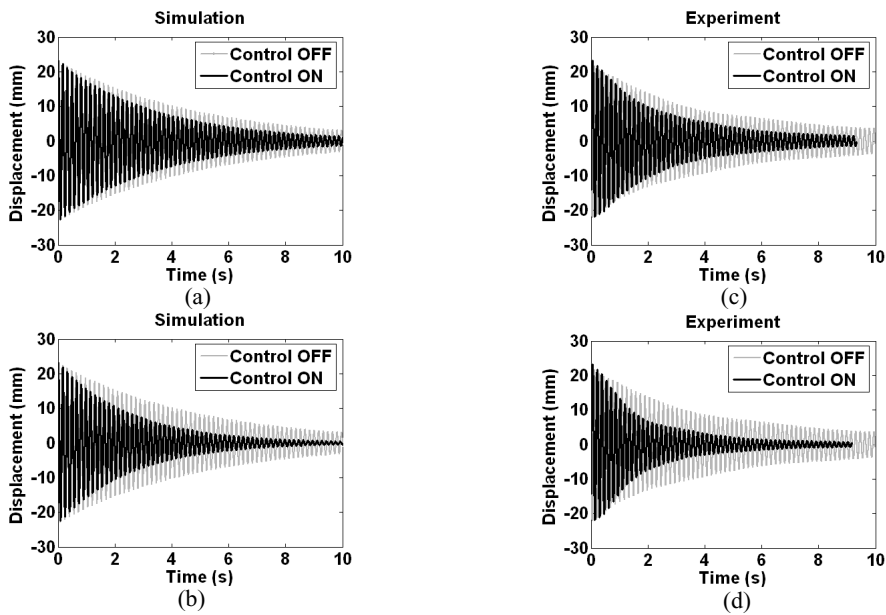 Simulation
Displacement (mm)
30
20
10
0
-10
-20
-30
Control OFF
Control ON
0 2 4 6 8 10
Time (s)
(a)
Simulation
Displacement (mm)
30
20
10
0
-10
-20
-30
Control OFF
Control ON
0 2 4 6 8 10
Time (s)
(b)
Experiment
Displacement (mm)
30
20
10
0
-10
-20
-30
Control OFF
Control ON
0 2 4 6 8 10
Time (s)
(c)
Experiment
Displacement (mm)
30
20
10
0
-10
-20
-30
Control OFF
Control ON
0 2 4 6 8 10
Time (s)
(d)